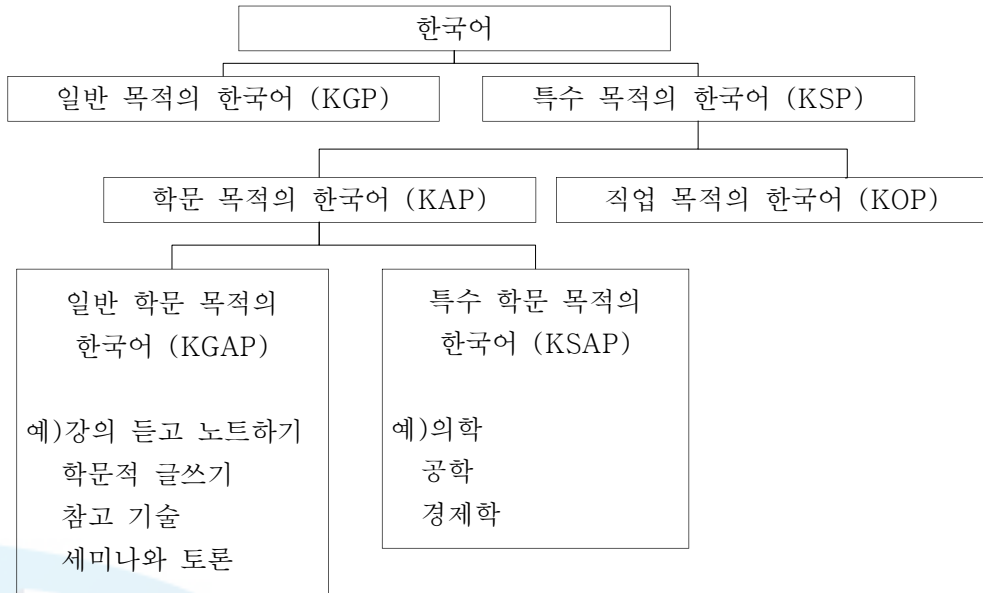 한국어
일반 목적의 한국어 (KGP)
특수 목적의 한국어 (KSP)
학문 목적의 한국어 (KAP)
직업 목적의 한국어 (KOP)
일반 학문 목적의
한국어 (KGAP)
예)강의 듣고 노트하기
학문적 글쓰기
참고 기술
세미나와 토론
특수 학문 목적의
한국어 (KSAP)
예)의학
공학
경제학